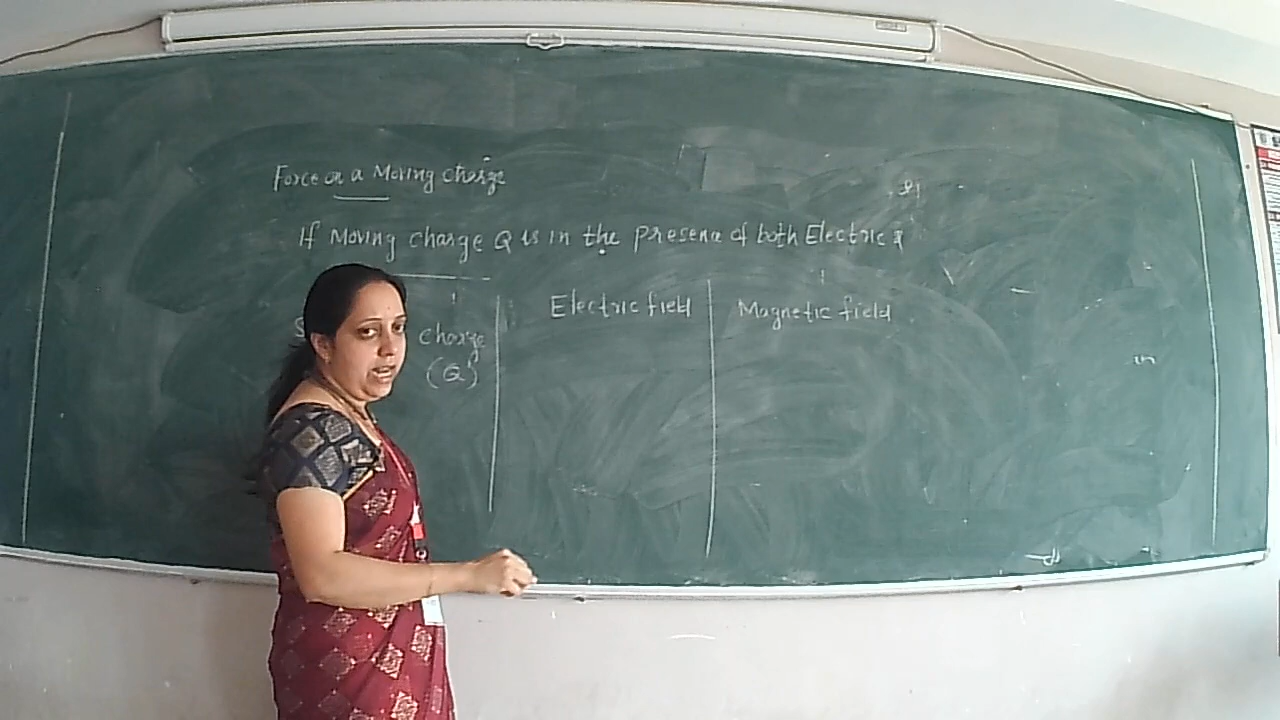 Force on a Moving charge
If Moving charge Q is in the presence of both Electric &
Electric field Magnetic field
charge
(Q)